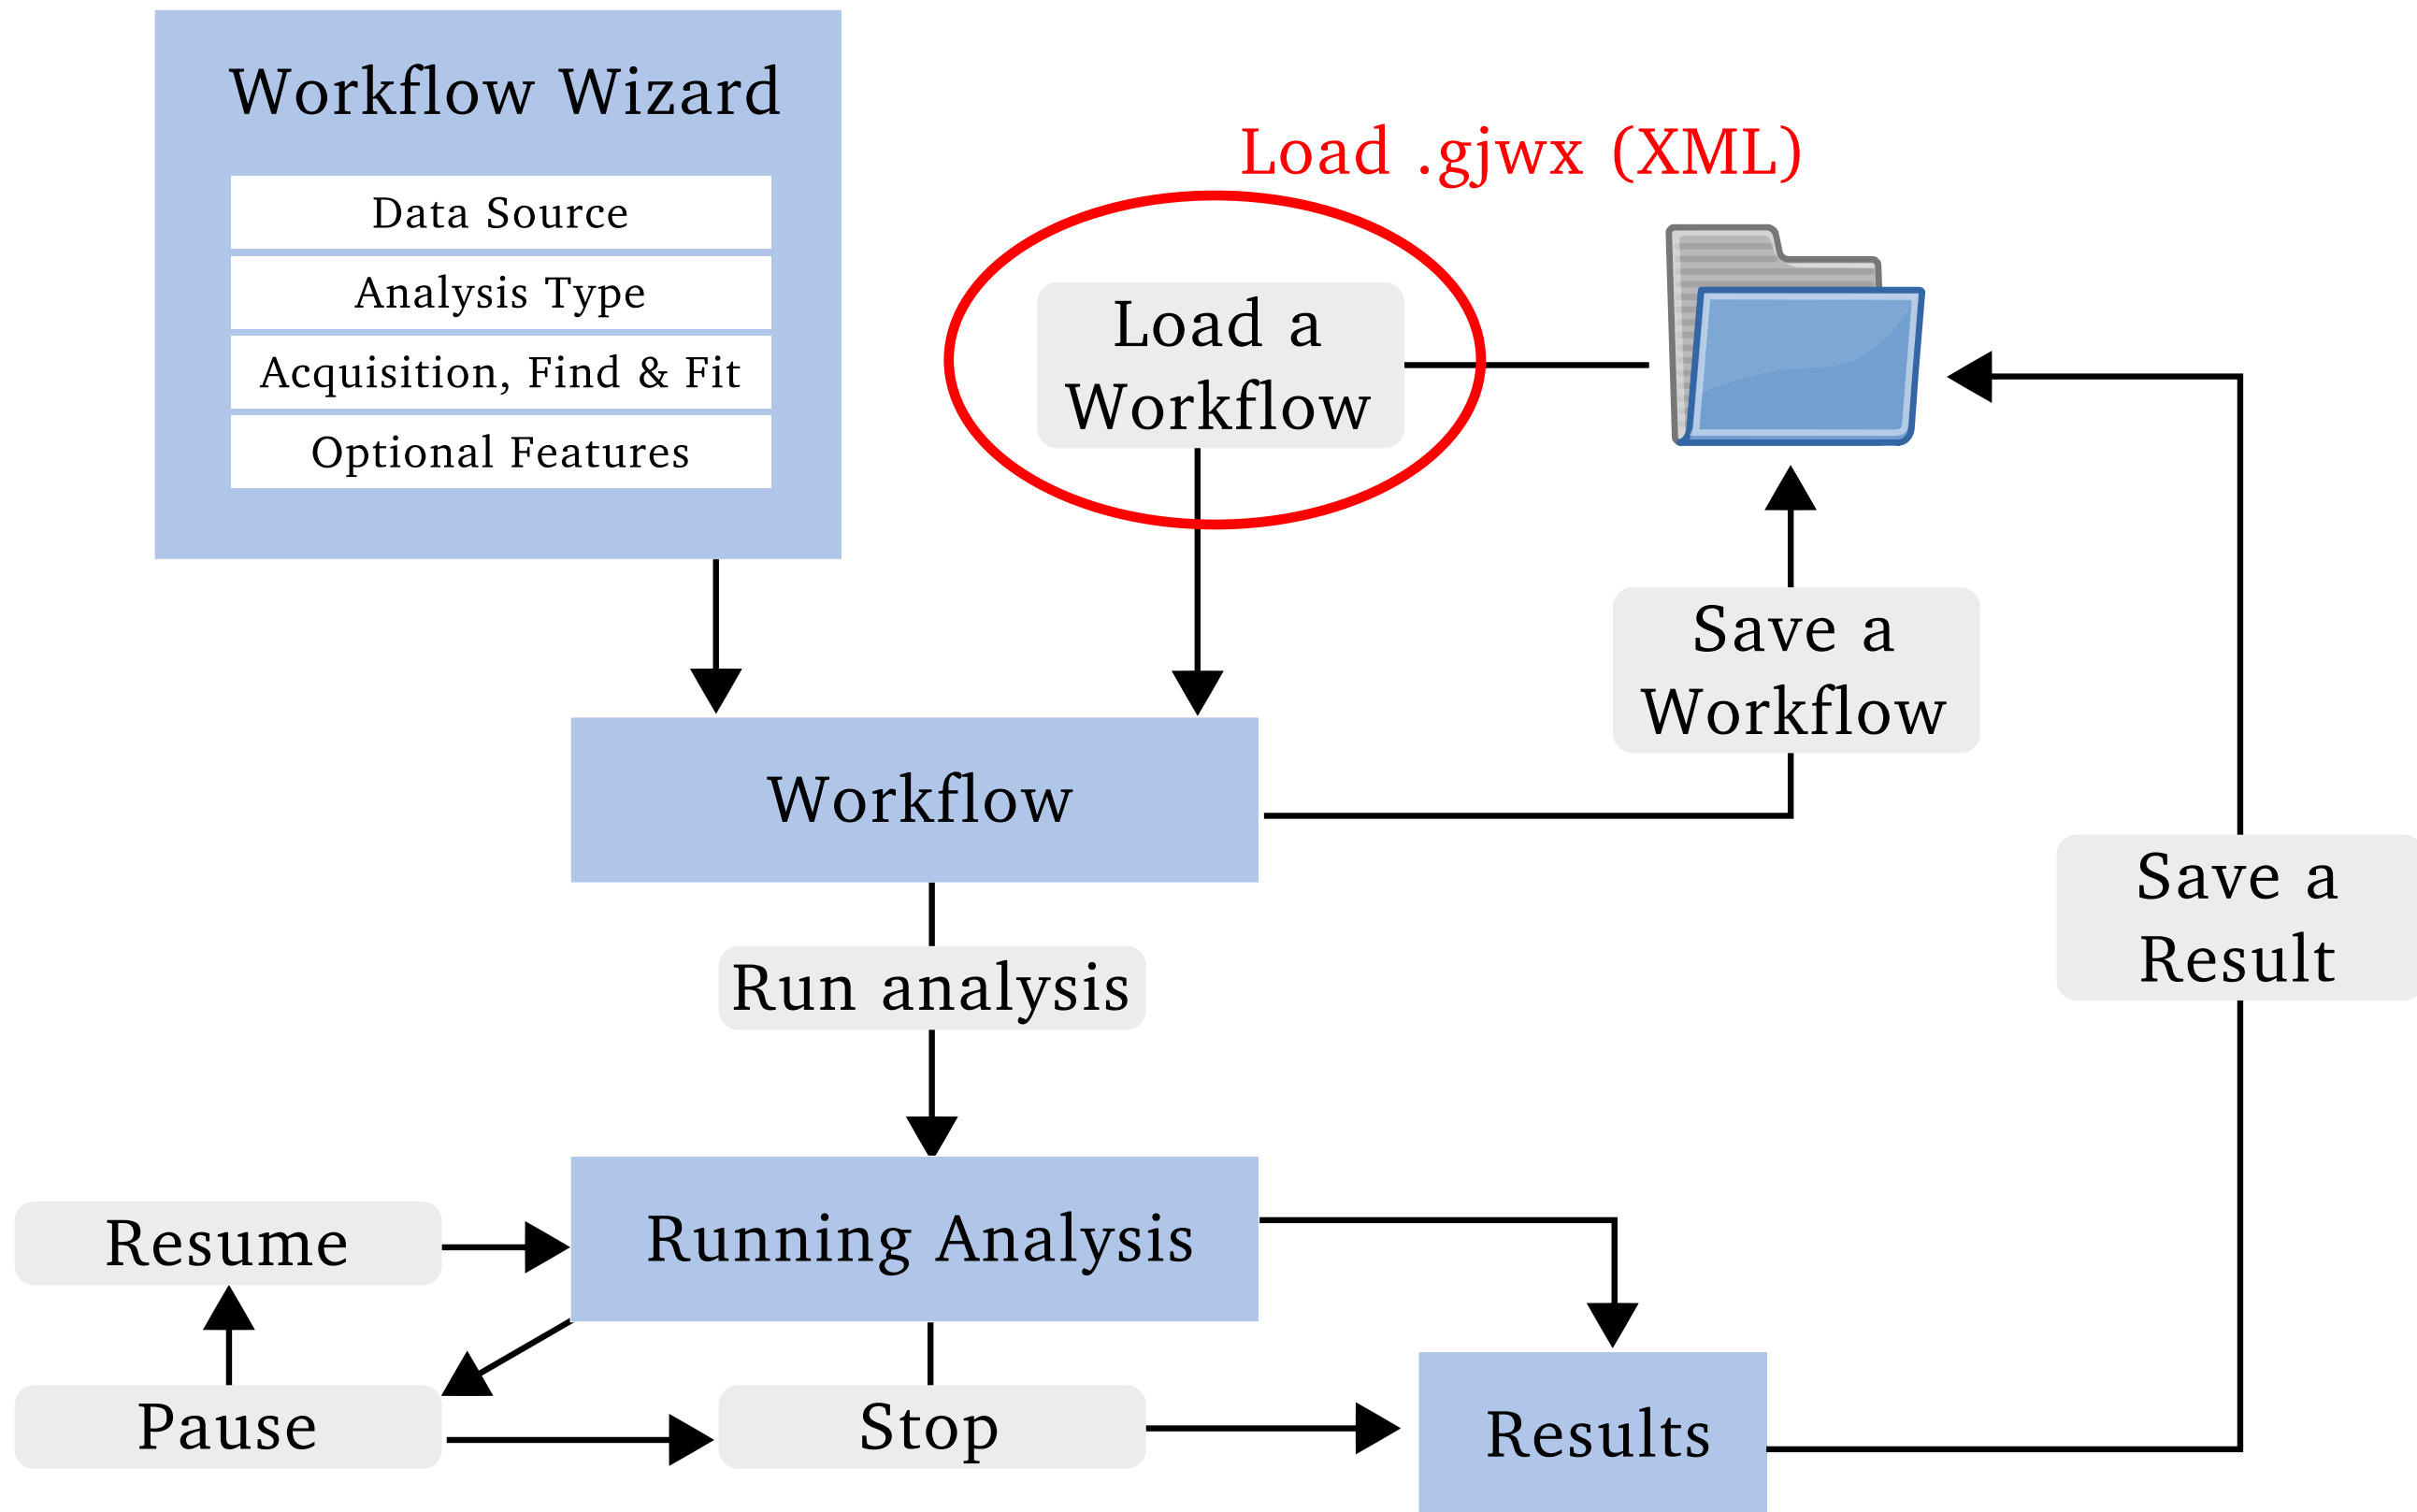 Workflow Wizard
Data Source
Analysis Type
Acquisition, Find & Fit
Optional Features
Load .gjwx (XML)
Load a
Workflow
Save a
Workflow
Workflow
Save a
Result
Run analysis
Running Analysis
Resume
Pause
Stop
Results